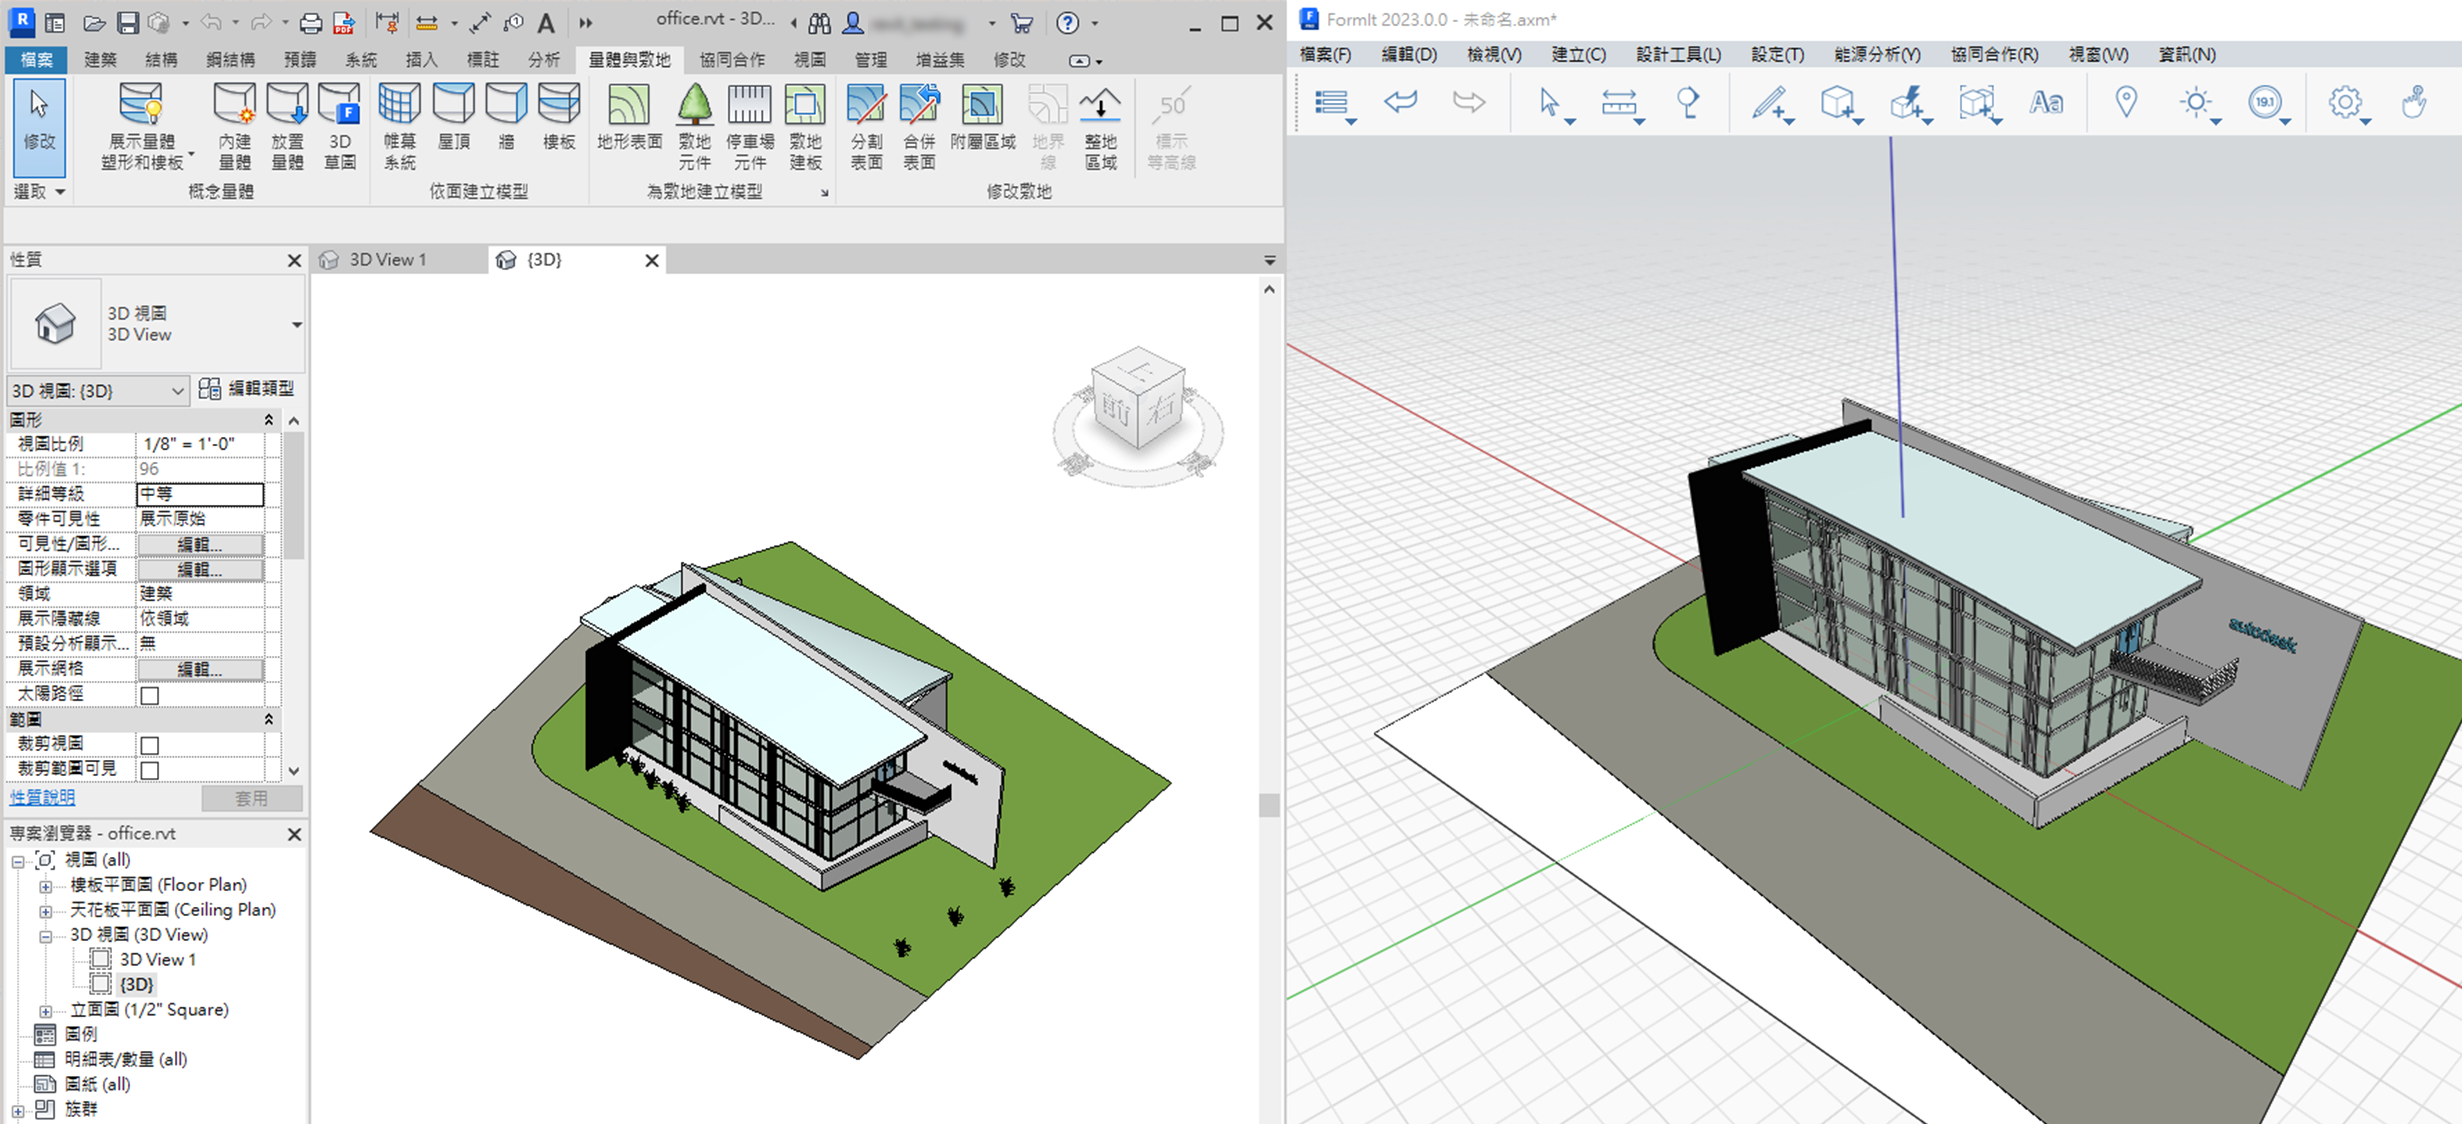 office.rvt - 3D...
檔案 建築 結構 鋼結構 預鑄 系統 插入 標註 分析 量體與敷地 協同合作 視圖 管理 增益集 修改
修改
展示量體
塑形和樓板
內建
量體
放置
量體
3D
草圖
帷幕
系統
屋頂
牆
樓板
地形表面
敷地
元件
停車場
元件
敷地
建板
分割
表面
合併
表面
附屬區域
地界
線
整地
區域
50
標示
等高線
選取
概念量體
依面建立模型
為敷地建立模型
修改敷地
性質
3D View 1
{3D}
3D 視圖
3D View
3D 視圖: {3D}
編輯類型
圖形
視圖比例 1/8" = 1'-0"
比例值 1: 96
詳細等級 中等
零件可見性 展示原始
可見性/圖形... 編輯...
圖形顯示選項 編輯...
領域 建築
展示隱藏線 依領域
預設分析顯示... 無
展示網格 編輯...
太陽路徑
範圍
裁剪視圖
裁剪範圍可見
性質說明 套用
專案瀏覽器 - office.rvt
視圖 (all)
樓板平面圖 (Floor Plan)
天花板平面圖 (Ceiling Plan)
3D 視圖 (3D View)
3D View 1
{3D}
立面圖 (1/2" Square)
圖例
明細表/數量 (all)
圖紙 (all)
族群
上
前 右
autodesk
FormIt 2023.0.0 - 未命名.axm*
檔案(F) 編輯(D) 檢視(V) 建立(C) 設計工具(L) 設定(T) 能源分析(Y) 協同合作(R) 視窗(W) 資訊(N)
Aa
19.1
autodesk